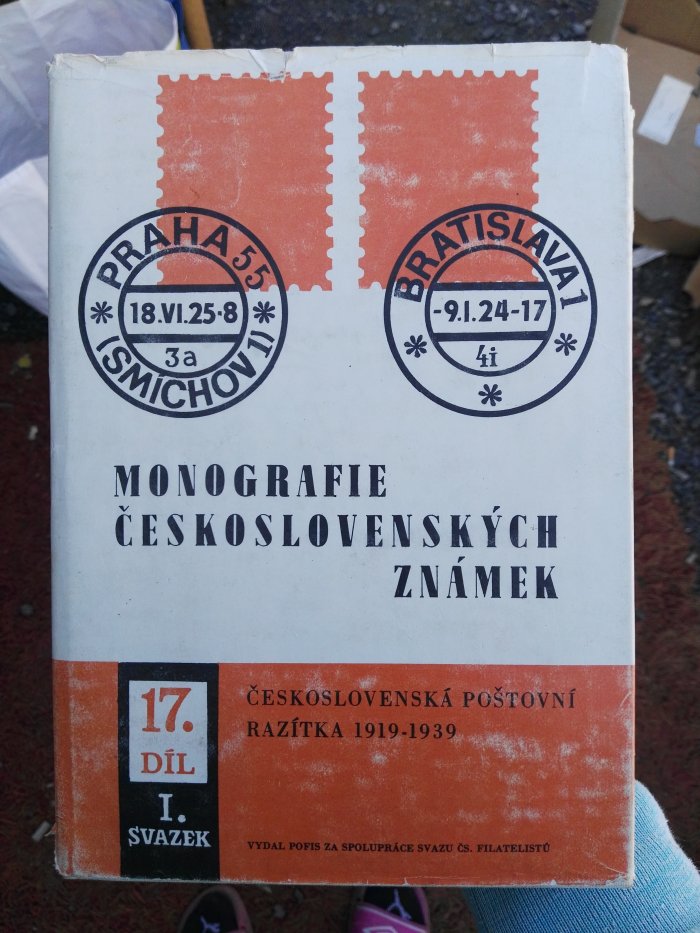 PRAHA 55
18.VI.25-8
3a
(SMÍCHOV 1)
BRATISLAVA 1
-9.I.24-17
4i
MONOGRAFIE
ČESKOSLOVENSKÝCH
ZNÁMEK
17.
DÍL
I.
SVAZEK
ČESKOSLOVENSKÁ POŠTOVNÍ
RAZÍTKA 1919-1939
VYDAL POFIS ZA SPOLUPRÁCE SVAZU ČS. FILATELISTŮ